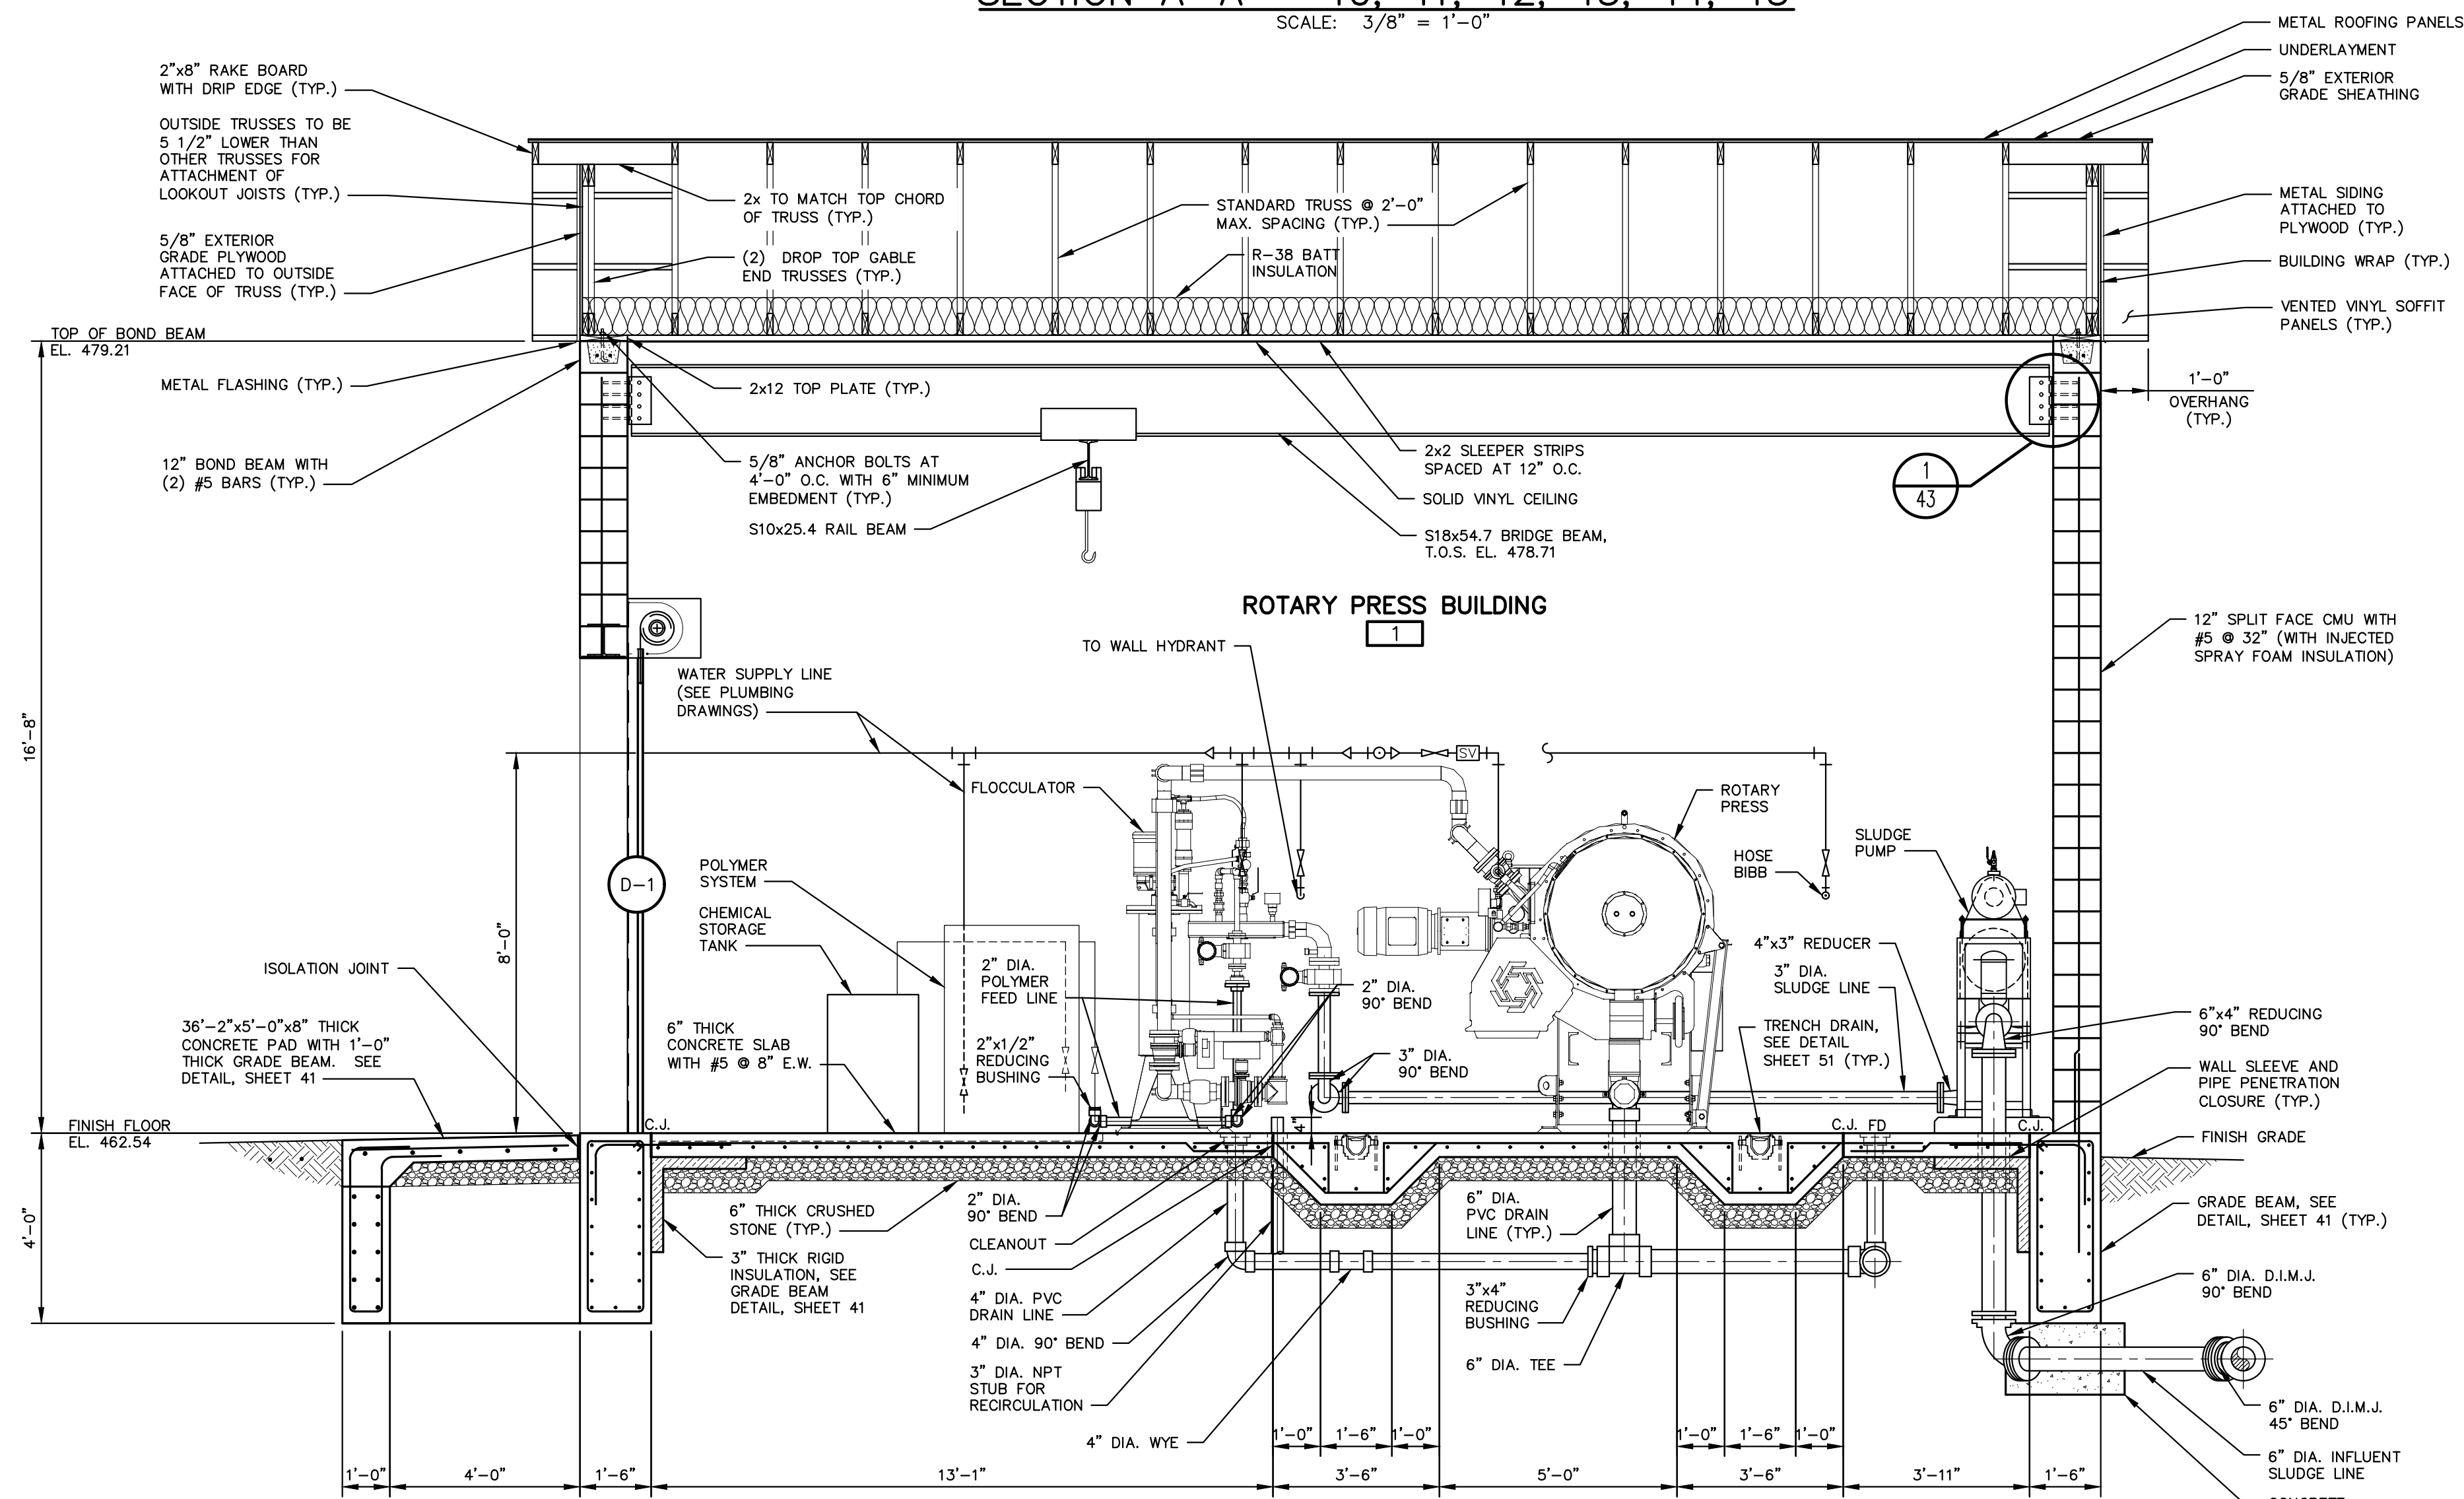 SECTION A-A - 10, 11, 12, 13, 14, 15
SCALE: 3/8" = 1'-0"
2"x8" RAKE BOARD
WITH DRIP EDGE (TYP.)
OUTSIDE TRUSSES TO BE
5 1/2" LOWER THAN
OTHER TRUSSES FOR
ATTACHMENT OF
LOOKOUT JOISTS (TYP.)
5/8" EXTERIOR
GRADE PLYWOOD
ATTACHED TO OUTSIDE
FACE OF TRUSS (TYP.)
TOP OF BOND BEAM
EL. 479.21
METAL FLASHING (TYP.)
12" BOND BEAM WITH
(2) #5 BARS (TYP.)
2x TO MATCH TOP CHORD
OF TRUSS (TYP.)
(2) DROP TOP GABLE
END TRUSSES (TYP.)
STANDARD TRUSS @ 2'-0"
MAX. SPACING (TYP.)
R-38 BATT
INSULATION
METAL ROOFING PANELS
UNDERLAYMENT
5/8" EXTERIOR
GRADE SHEATHING
METAL SIDING
ATTACHED TO
PLYWOOD (TYP.)
BUILDING WRAP (TYP.)
VENTED VINYL SOFFIT
PANELS (TYP.)
1'-0"
OVERHANG
(TYP.)
2x12 TOP PLATE (TYP.)
5/8" ANCHOR BOLTS AT
4'-0" O.C. WITH 6" MINIMUM
EMBEDMENT (TYP.)
S10x25.4 RAIL BEAM
2x2 SLEEPER STRIPS
SPACED AT 12" O.C.
SOLID VINYL CEILING
S18x54.7 BRIDGE BEAM,
T.O.S. EL. 478.71
1
43
ROTARY PRESS BUILDING
1
12" SPLIT FACE CMU WITH
#5 @ 32" (WITH INJECTED
SPRAY FOAM INSULATION)
TO WALL HYDRANT
WATER SUPPLY LINE
(SEE PLUMBING
DRAWINGS)
16'-8"
8'-0"
SV
FLOCCULATOR
ROTARY
PRESS
SLUDGE
PUMP
HOSE
BIBB
D-1
POLYMER
SYSTEM
CHEMICAL
STORAGE
TANK
ISOLATION JOINT
36'-2"x5'-0"x8" THICK
CONCRETE PAD WITH 1'-0"
THICK GRADE BEAM. SEE
DETAIL, SHEET 41
6" THICK
CONCRETE SLAB
WITH #5 @ 8" E.W.
2" DIA.
POLYMER
FEED LINE
2"x1/2"
REDUCING
BUSHING
2" DIA.
90° BEND
3" DIA.
90° BEND
4"x3" REDUCER
3" DIA.
SLUDGE LINE
TRENCH DRAIN,
SEE DETAIL
SHEET 51 (TYP.)
6"x4" REDUCING
90° BEND
WALL SLEEVE AND
PIPE PENETRATION
CLOSURE (TYP.)
FINISH GRADE
FINISH FLOOR
EL. 462.54
C.J.
4"
C.J. FD
C.J.
4'-0"
6" THICK CRUSHED
STONE (TYP.)
3" THICK RIGID
INSULATION, SEE
GRADE BEAM
DETAIL, SHEET 41
2" DIA.
90° BEND
CLEANOUT
C.J.
4" DIA. PVC
DRAIN LINE
4" DIA. 90° BEND
3" DIA. NPT
STUB FOR
RECIRCULATION
4" DIA. WYE
6" DIA.
PVC DRAIN
LINE (TYP.)
3"x4"
REDUCING
BUSHING
6" DIA. TEE
GRADE BEAM, SEE
DETAIL, SHEET 41 (TYP.)
6" DIA. D.I.M.J.
90° BEND
6" DIA. D.I.M.J.
45° BEND
6" DIA. INFLUENT
SLUDGE LINE
CONCRETE
1'-0" 1'-6" 1'-0" 1'-0" 1'-6" 1'-0"
1'-0" 4'-0" 1'-6" 13'-1" 3'-6" 5'-0" 3'-6" 3'-11" 1'-6"